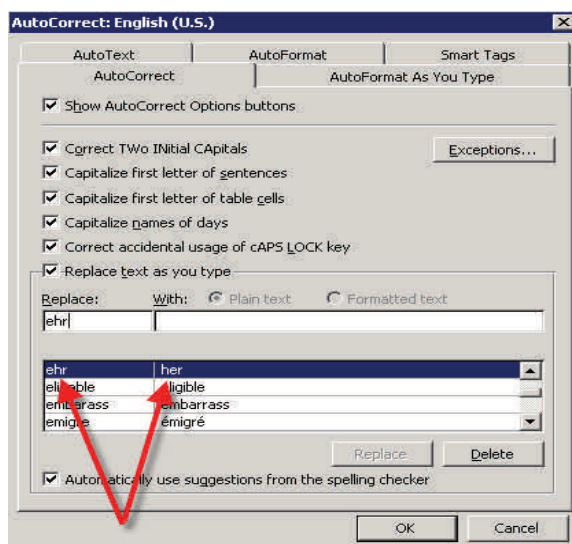 AutoCorrect: English (U.S.)
AutoText AutoFormat Smart Tags
AutoCorrect AutoFormat As You Type
Show AutoCorrect Options buttons
Correct TWo INitial CApitals Exceptions...
Capitalize first letter of sentences
Capitalize first letter of table cells
Capitalize names of days
Correct accidental usage of cAPS LOCK key
Replace text as you type
Replace: With: Plain text Formatted text
ehr
ehr her
eligible
embarass embarrass
emigre émigré
Replace Delete
Automatically use suggestions from the spelling checker
OK Cancel